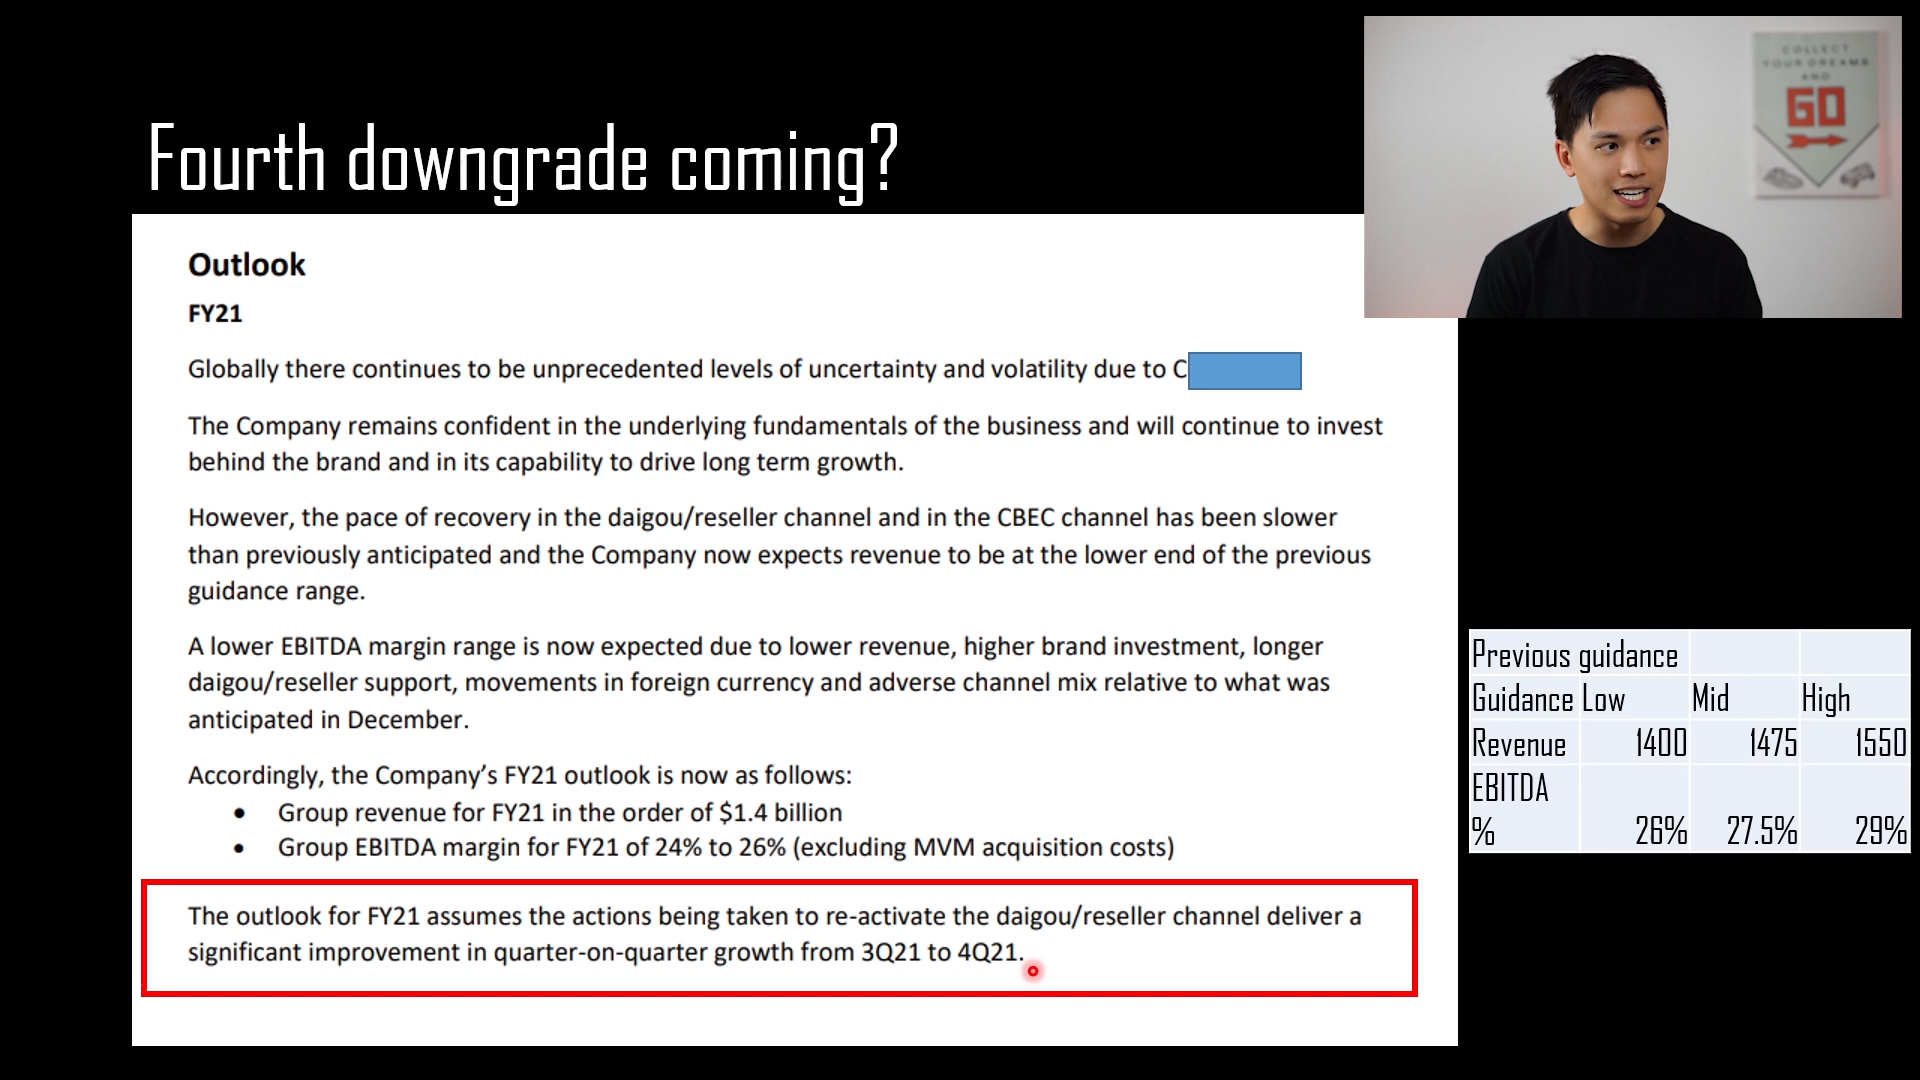 COLLECT
YOUR DREAMS
AND
GO
Fourth downgrade coming?
Outlook
FY21
Globally there continues to be unprecedented levels of uncertainty and volatility due to C
The Company remains confident in the underlying fundamentals of the business and will continue to invest
behind the brand and in its capability to drive long term growth.
However, the pace of recovery in the daigou/reseller channel and in the CBEC channel has been slower
than previously anticipated and the Company now expects revenue to be at the lower end of the previous
guidance range.
A lower EBITDA margin range is now expected due to lower revenue, higher brand investment, longer
daigou/reseller support, movements in foreign currency and adverse channel mix relative to what was
anticipated in December.
Accordingly, the Company’s FY21 outlook is now as follows:
• Group revenue for FY21 in the order of $1.4 billion
• Group EBITDA margin for FY21 of 24% to 26% (excluding MVM acquisition costs)
The outlook for FY21 assumes the actions being taken to re-activate the daigou/reseller channel deliver a
significant improvement in quarter-on-quarter growth from 3Q21 to 4Q21.
Previous guidance
Guidance Low Mid High
Revenue 1400 1475 1550
EBITDA
% 26% 27.5% 29%